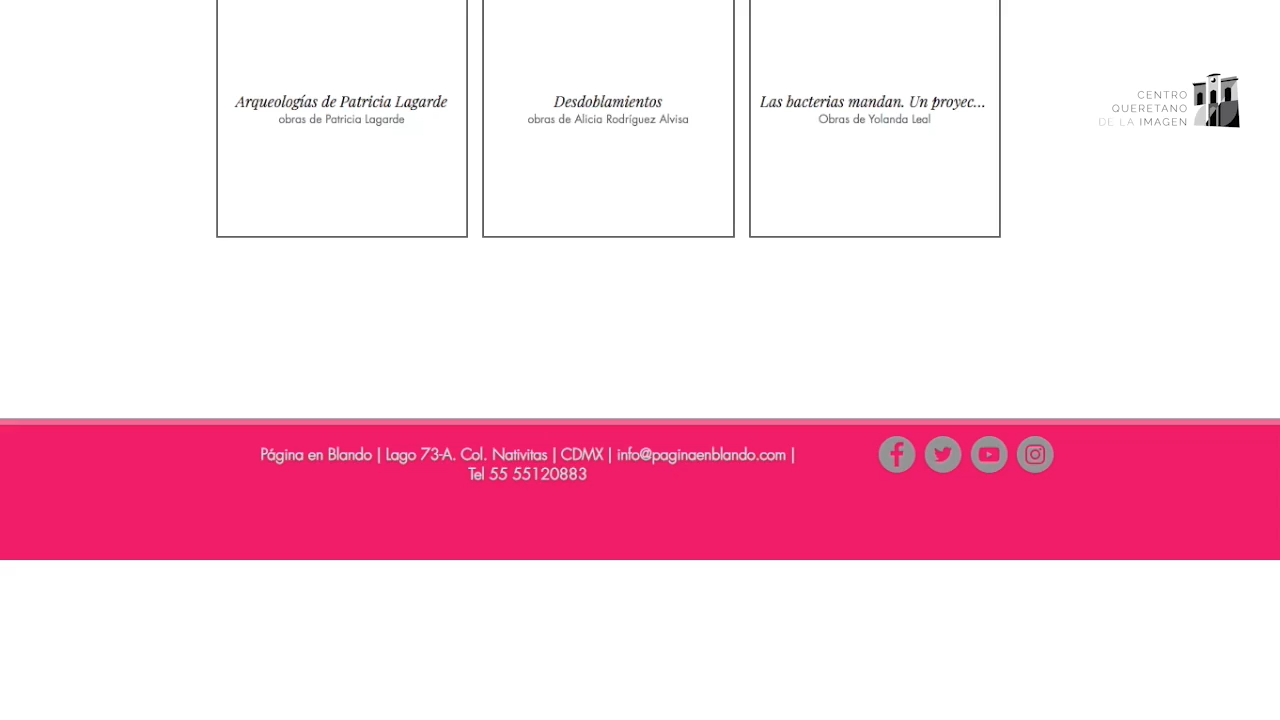 Arqueologías de Patricia Lagarde
obras de Patricia Lagarde
Desdoblamientos
obras de Alicia Rodríguez Alvisa
Las bacterias mandan. Un proyec...
Obras de Yolanda Leal
CENTRO
QUERETANO
DE LA IMAGEN
Página en Blando | Lago 73-A. Col. Nativitas | CDMX | info@paginaenblando.com |
Tel 55 55120883